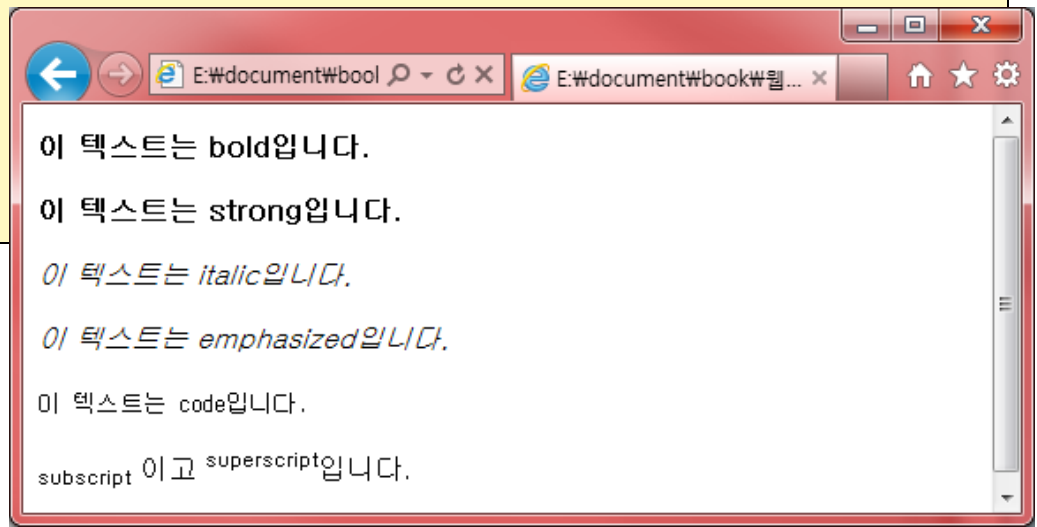 E:₩document₩bool
E:₩document₩book₩웹...
이 텍스트는 bold입니다.
이 텍스트는 strong입니다.
이 텍스트는 italic입니다.
이 텍스트는 emphasized입니다.
이 텍스트는 code입니다.
subscript 이고 superscript입니다.